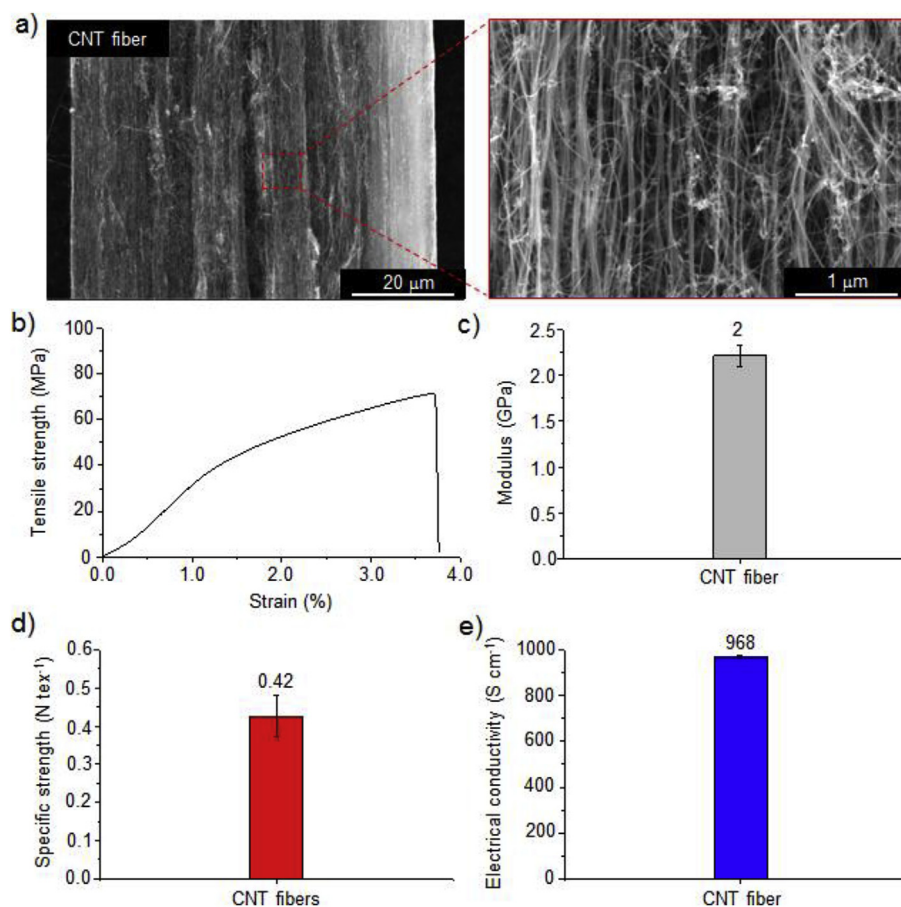 a)
CNT fiber
20 μm
1 μm
b)
Tensile strength (MPa)
100
80
60
40
20
0
0.0 1.0 2.0 3.0 4.0
Strain (%)
c)
Modulus (GPa)
2.5
2.0
1.5
1.0
0.5
0.0
2
CNT fiber
d)
Specific strength (N tex⁻¹)
0.6
0.5
0.4
0.3
0.2
0.1
0.0
0.42
CNT fibers
e)
Electrical conductivity (S cm⁻¹)
1000
800
600
400
200
0
968
CNT fiber